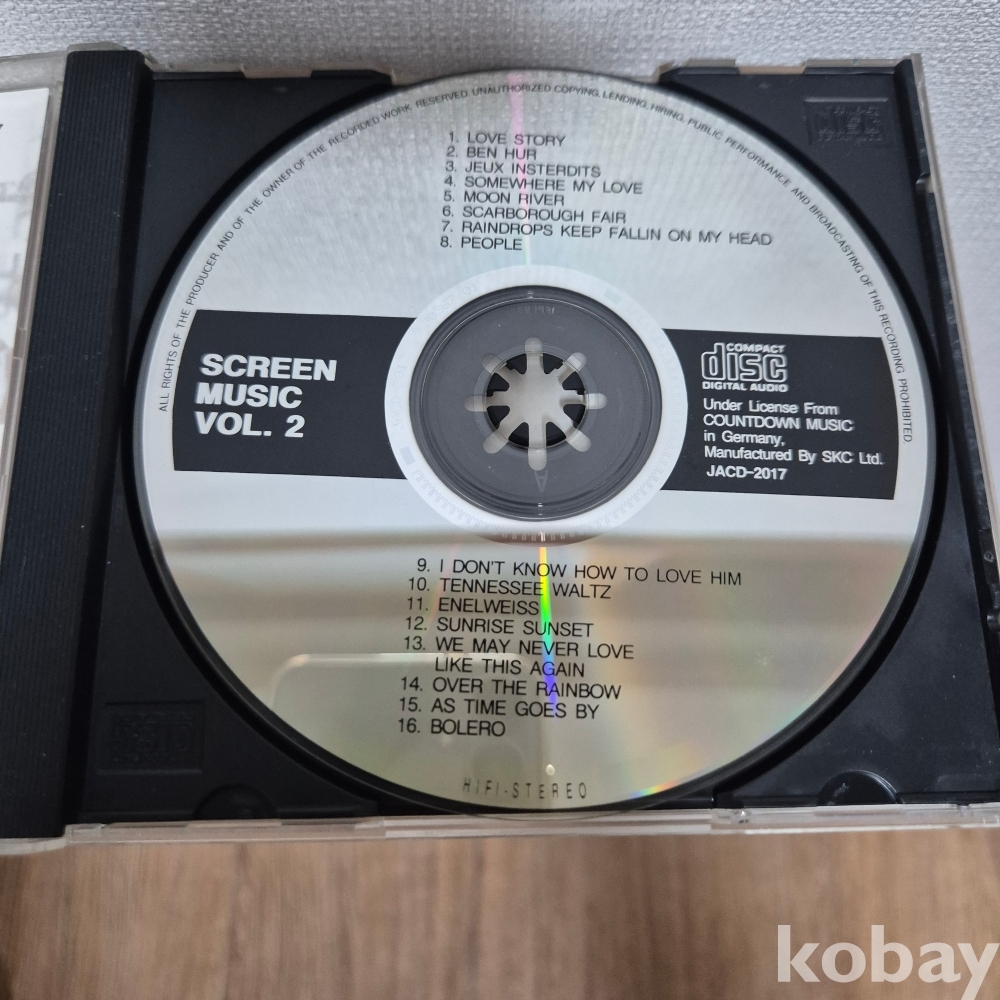 ALL RIGHTS OF THE PRODUCER AND OF THE OWNER OF THE RECORDED WORK RESERVED. UNAUTHORIZED COPYING, LENDING, HIRING, PUBLIC PERFORMANCE AND BROADCASTING OF THIS RECORDING PROHIBITED
1. LOVE STORY
2. BEN HUR
3. JEUX INSTERDITS
4. SOMEWHERE MY LOVE
5. MOON RIVER
6. SCARBOROUGH FAIR
7. RAINDROPS KEEP FALLIN ON MY HEAD
8. PEOPLE
SCREEN
MUSIC
VOL. 2
COMPACT
disc
DIGITAL AUDIO
Under License From
COUNTDOWN MUSIC
in Germany,
Manufactured By SKC Ltd.
JACD-2017
9. I DON'T KNOW HOW TO LOVE HIM
10. TENNESSEE WALTZ
11. ENELWEISS
12. SUNRISE SUNSET
13. WE MAY NEVER LOVE
LIKE THIS AGAIN
14. OVER THE RAINBOW
15. AS TIME GOES BY
16. BOLERO
HIFI-STEREO
kobay